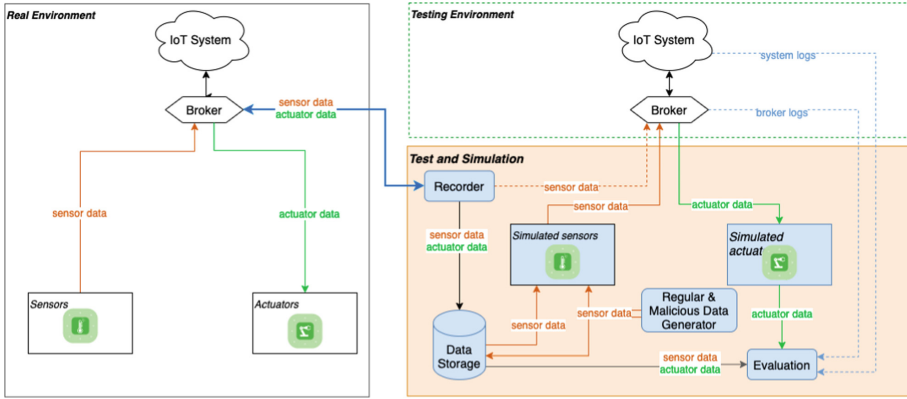 Real Environment
IoT System
Broker
sensor data
actuator data
sensor data
actuator data
Sensors
Actuators
Testing Environment
IoT System
system logs
Broker
broker logs
Test and Simulation
Recorder
sensor data
sensor data
actuator data
sensor data
actuator data
Simulated sensors
Simulated
actuat
Regular &
Malicious Data
Generator
sensor data
sensor data
actuator data
Data
Storage
sensor data
actuator data
Evaluation